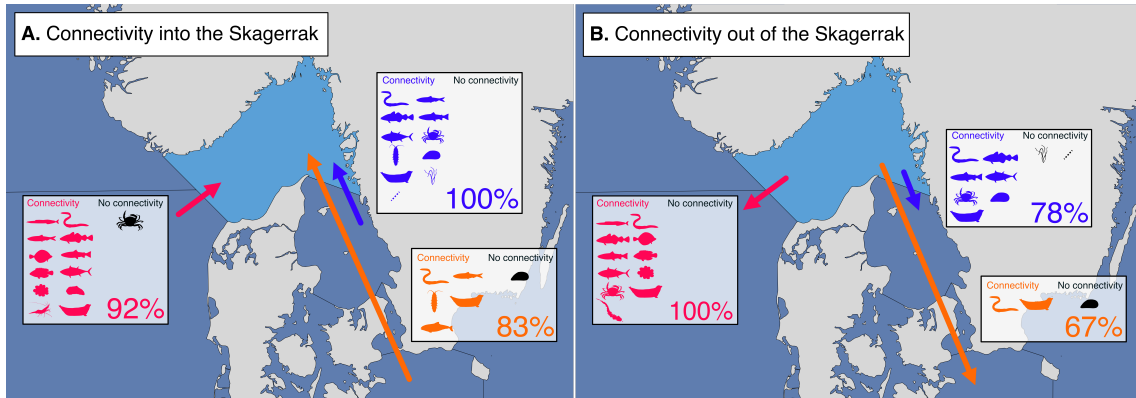 A. Connectivity into the Skagerrak
Connectivity No connectivity
100%
Connectivity No connectivity
92%
Connectivity No connectivity
83%
B. Connectivity out of the Skagerrak
Connectivity No connectivity
78%
Connectivity No connectivity
100%
Connectivity No connectivity
67%